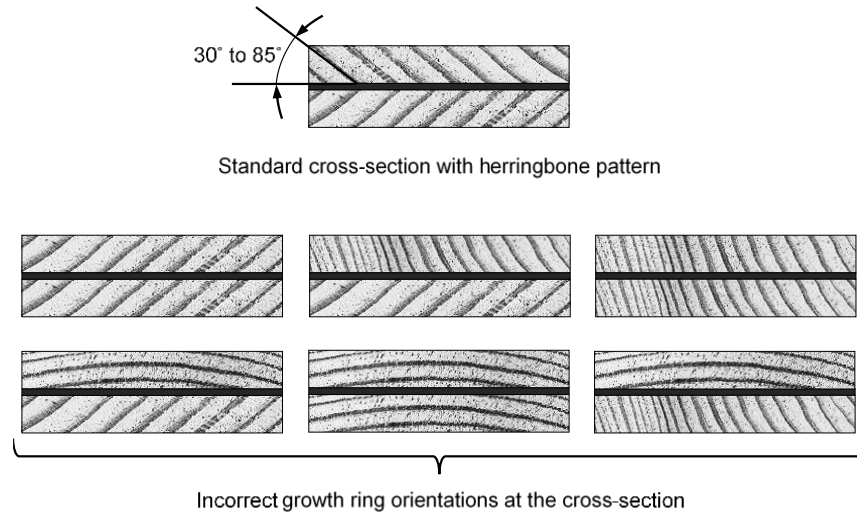 30˚ to 85˚
Standard cross-section with herringbone pattern
Incorrect growth ring orientations at the cross-section